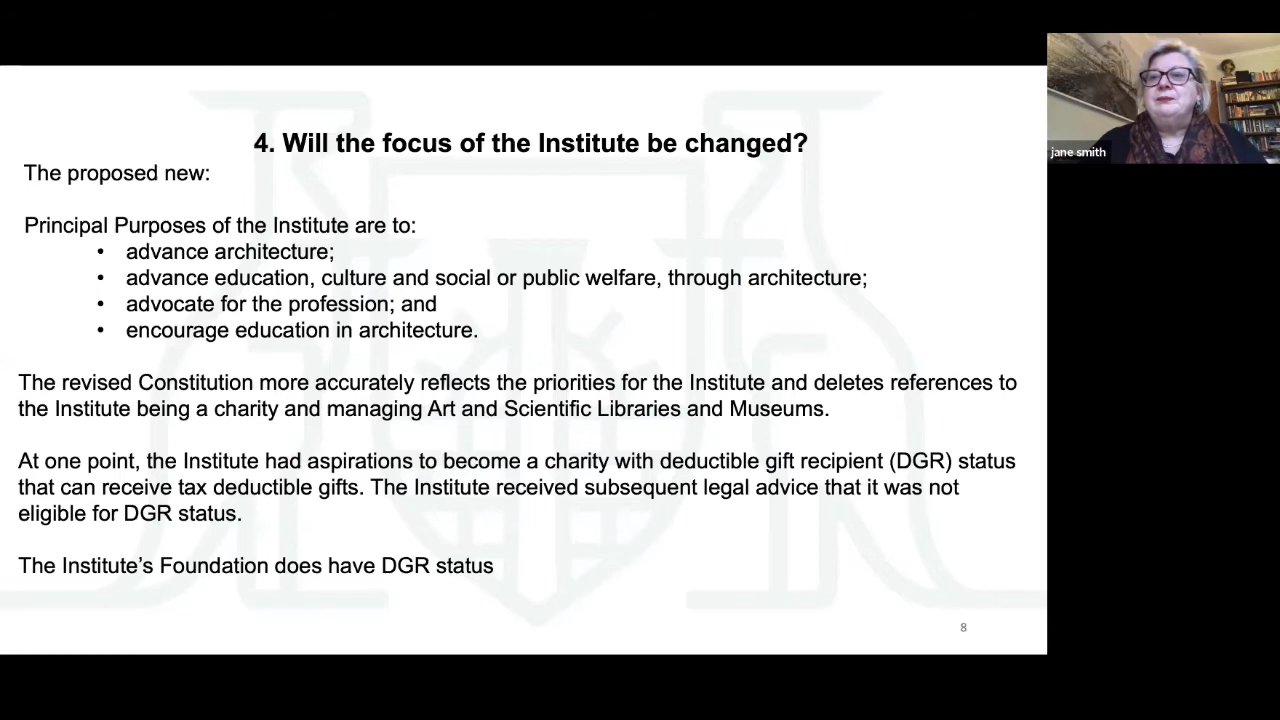 4. Will the focus of the Institute be changed?
The proposed new:
Principal Purposes of the Institute are to:
• advance architecture;
• advance education, culture and social or public welfare, through architecture;
• advocate for the profession; and
• encourage education in architecture.
The revised Constitution more accurately reflects the priorities for the Institute and deletes references to
the Institute being a charity and managing Art and Scientific Libraries and Museums.
At one point, the Institute had aspirations to become a charity with deductible gift recipient (DGR) status
that can receive tax deductible gifts. The Institute received subsequent legal advice that it was not
eligible for DGR status.
The Institute’s Foundation does have DGR status
8
jane smith